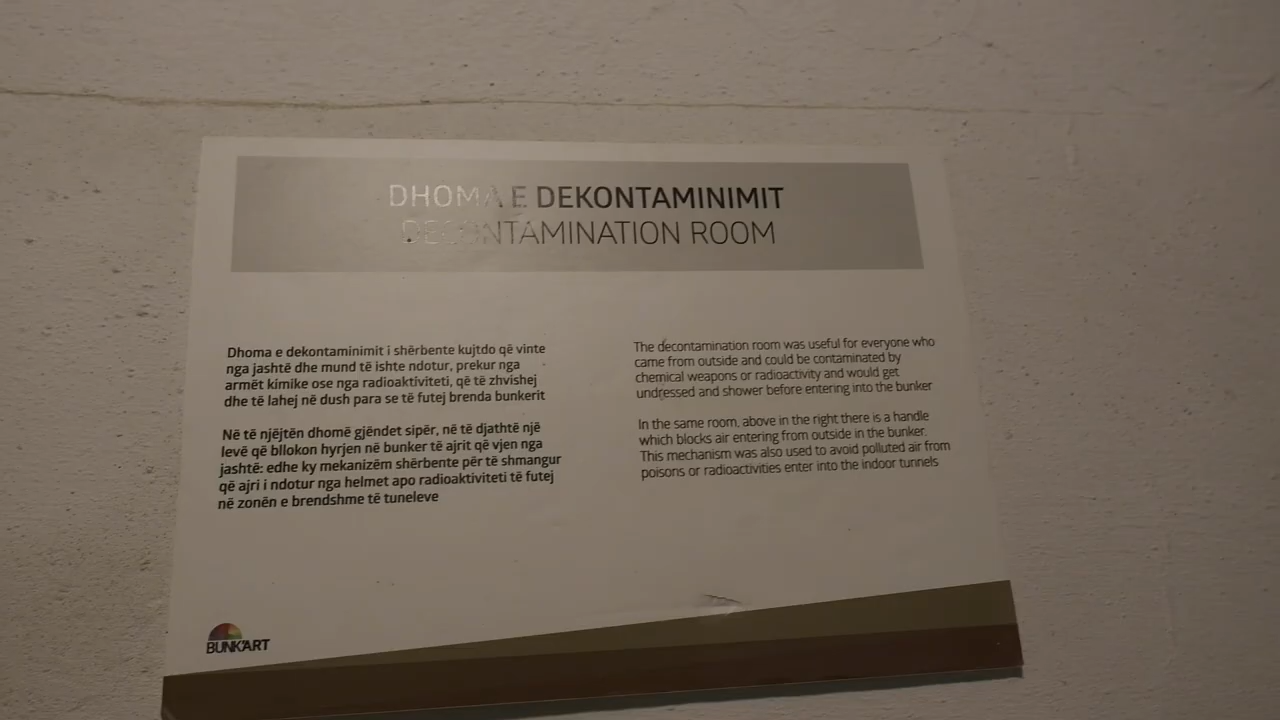 DHOMA E DEKONTAMINIMIT
DECONTAMINATION ROOM
Dhoma e dekontaminimit i shërbente kujtdo që vinte
nga jashtë dhe mund të ishte ndotur, prekur nga
armët kimike ose nga radioaktiviteti, që të zhvishej
dhe të lahej në dush para se të futej brenda bunkerit
Në të njëjtën dhomë gjëndet sipër, në të djathtë një
levë që bllokon hyrjen në bunker të ajrit që vjen nga
jashtë: edhe ky mekanizëm shërbente për të shmangur
që ajri i ndotur nga helmet apo radioaktiviteti të futej
në zonën e brendshme të tuneleve
The decontamination room was useful for everyone who
came from outside and could be contaminated by
chemical weapons or radioactivity and would get
undressed and shower before entering into the bunker
In the same room, above in the right there is a handle
which blocks air entering from outside in the bunker.
This mechanism was also used to avoid polluted air from
poisons or radioactivities enter into the indoor tunnels
BUNK'ART